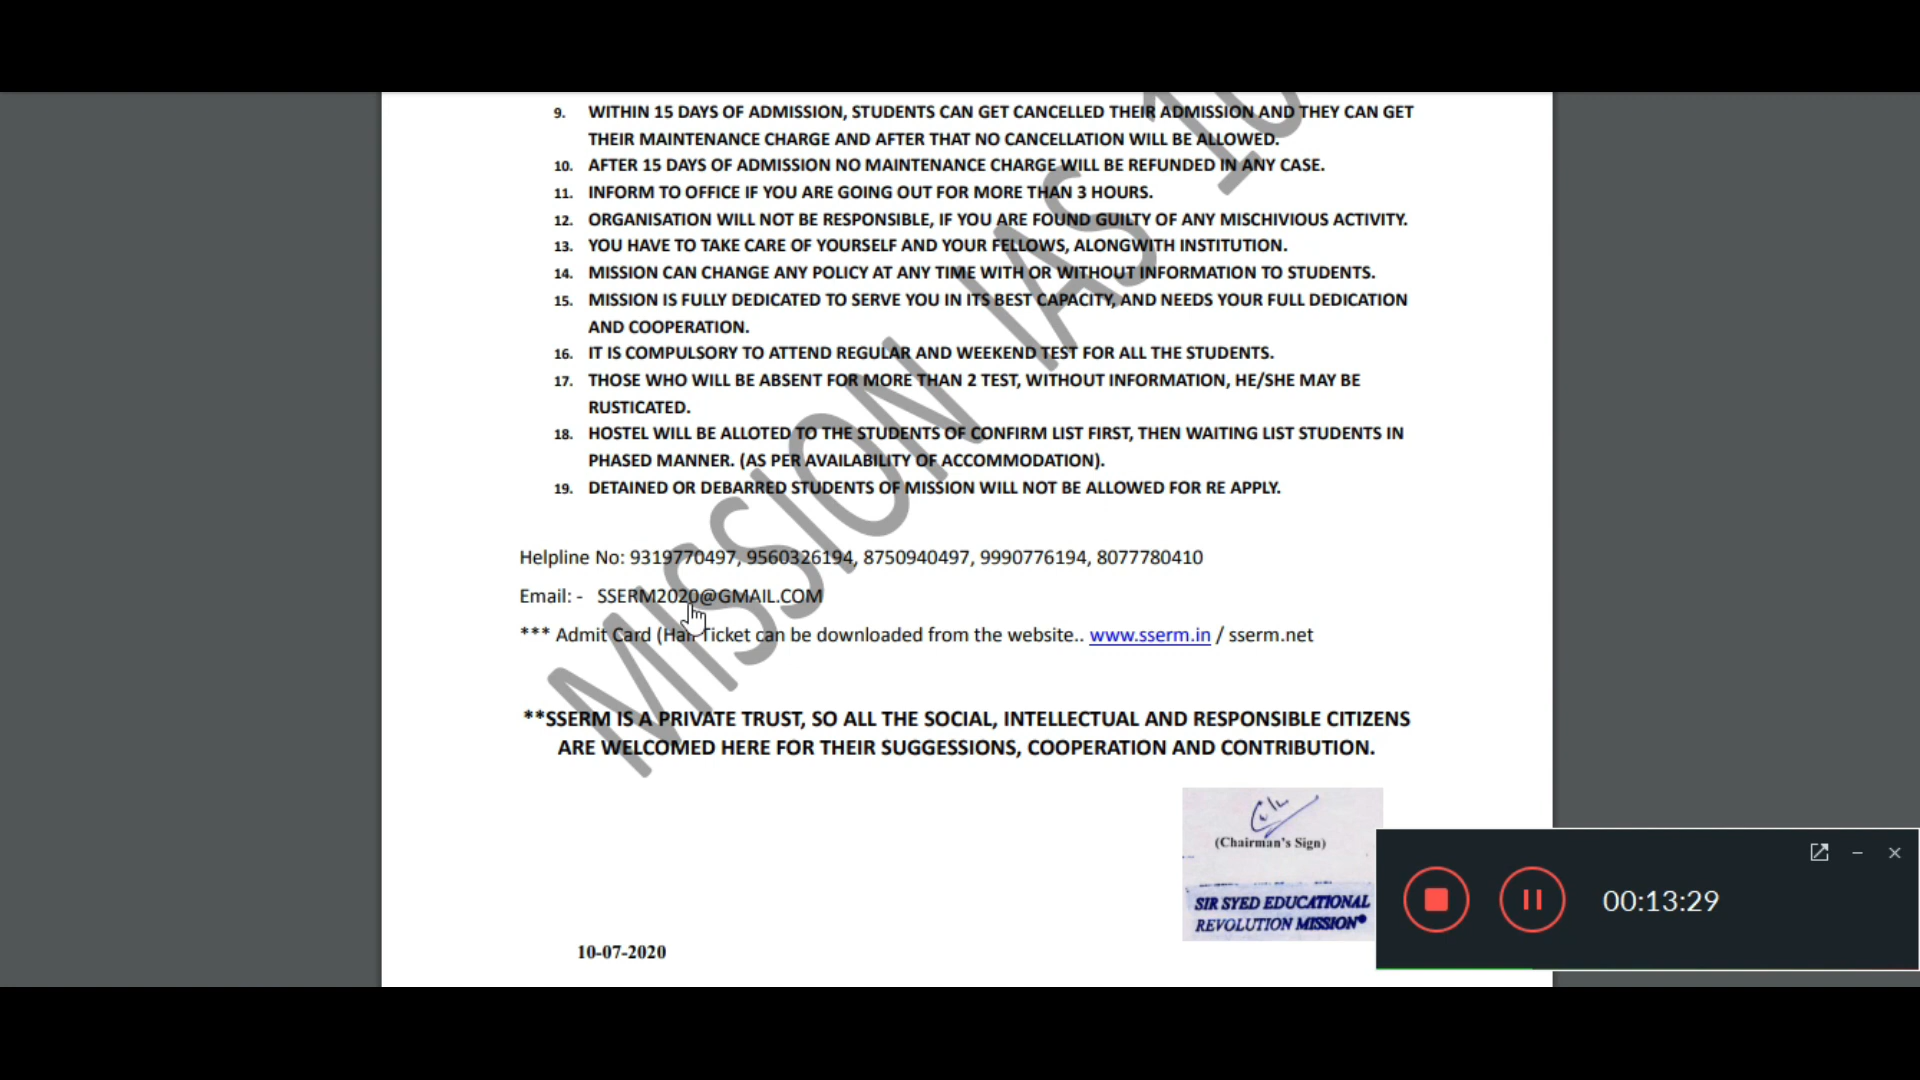 9. WITHIN 15 DAYS OF ADMISSION, STUDENTS CAN GET CANCELLED THEIR ADMISSION AND THEY CAN GET
THEIR MAINTENANCE CHARGE AND AFTER THAT NO CANCELLATION WILL BE ALLOWED.
10. AFTER 15 DAYS OF ADMISSION NO MAINTENANCE CHARGE WILL BE REFUNDED IN ANY CASE.
11. INFORM TO OFFICE IF YOU ARE GOING OUT FOR MORE THAN 3 HOURS.
12. ORGANISATION WILL NOT BE RESPONSIBLE, IF YOU ARE FOUND GUILTY OF ANY MISCHIVIOUS ACTIVITY.
13. YOU HAVE TO TAKE CARE OF YOURSELF AND YOUR FELLOWS, ALONGWITH INSTITUTION.
14. MISSION CAN CHANGE ANY POLICY AT ANY TIME WITH OR WITHOUT INFORMATION TO STUDENTS.
15. MISSION IS FULLY DEDICATED TO SERVE YOU IN ITS BEST CAPACITY, AND NEEDS YOUR FULL DEDICATION
AND COOPERATION.
16. IT IS COMPULSORY TO ATTEND REGULAR AND WEEKEND TEST FOR ALL THE STUDENTS.
17. THOSE WHO WILL BE ABSENT FOR MORE THAN 2 TEST, WITHOUT INFORMATION, HE/SHE MAY BE
RUSTICATED.
18. HOSTEL WILL BE ALLOTED TO THE STUDENTS OF CONFIRM LIST FIRST, THEN WAITING LIST STUDENTS IN
PHASED MANNER. (AS PER AVAILABILITY OF ACCOMMODATION).
19. DETAINED OR DEBARRED STUDENTS OF MISSION WILL NOT BE ALLOWED FOR RE APPLY.
MISSION IAS 10
Helpline No: 9319770497, 9560326194, 8750940497, 9990776194, 8077780410
Email: - SSERM2020@GMAIL.COM
*** Admit Card (Hall Ticket can be downloaded from the website.. www.sserm.in / sserm.net
**SSERM IS A PRIVATE TRUST, SO ALL THE SOCIAL, INTELLECTUAL AND RESPONSIBLE CITIZENS
ARE WELCOMED HERE FOR THEIR SUGGESSIONS, COOPERATION AND CONTRIBUTION.
(Chairman's Sign)
SIR SYED EDUCATIONAL
REVOLUTION MISSION
10-07-2020
00:13:29